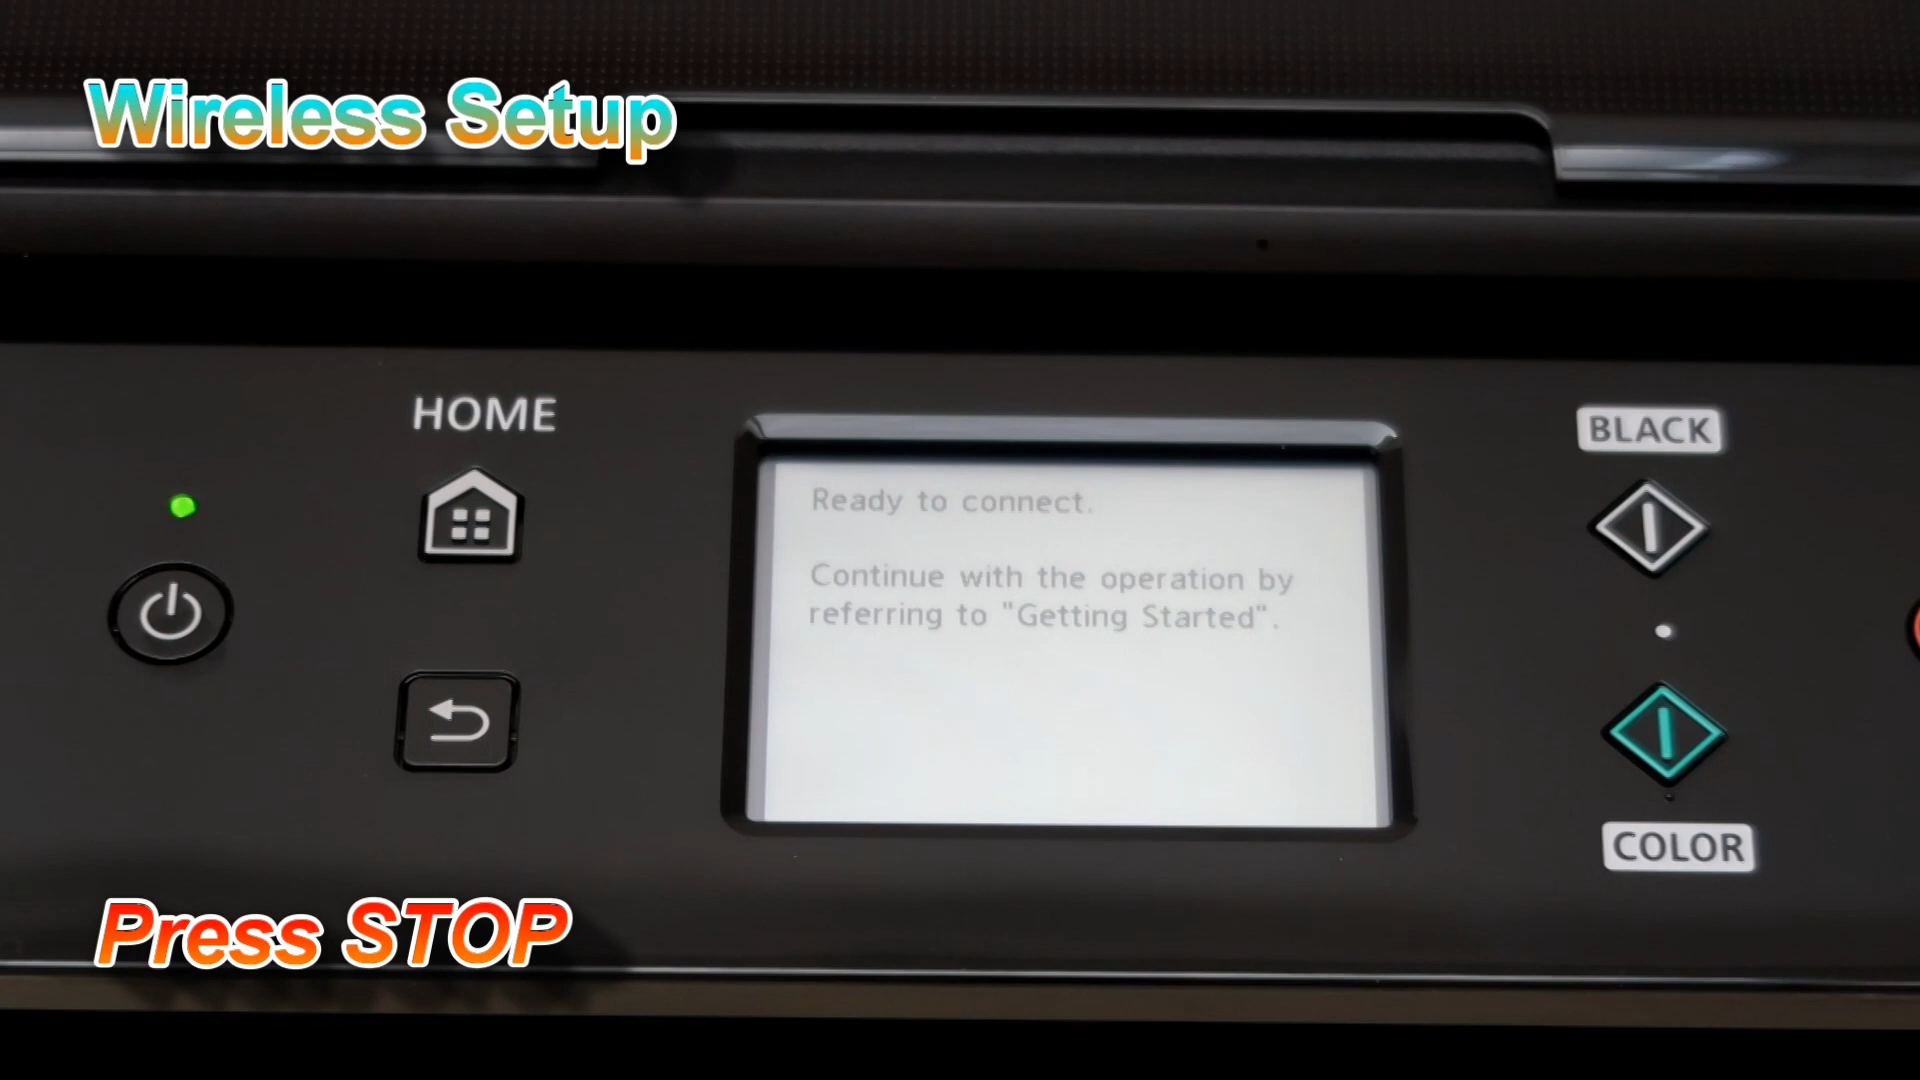 Wireless Setup
HOME
BLACK
Ready to connect.
Continue with the operation by
referring to "Getting Started".
COLOR
Press STOP